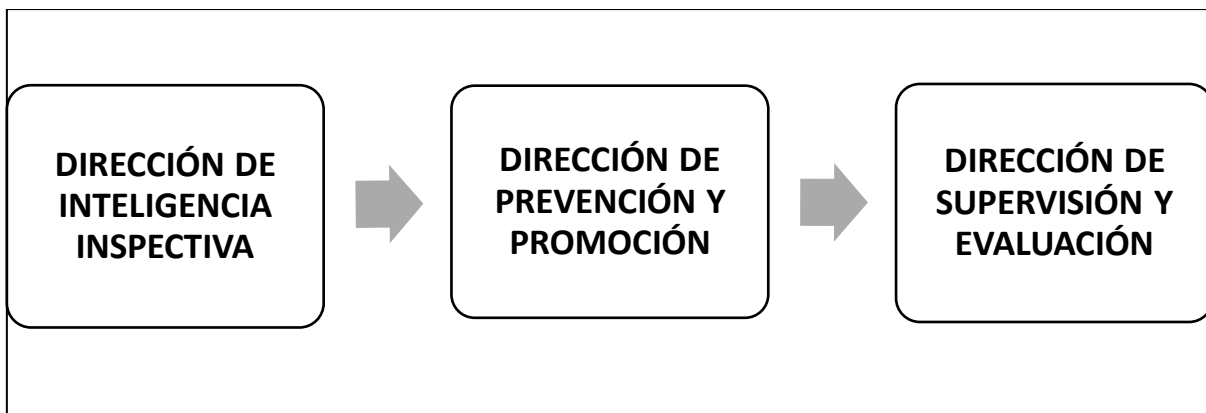 DIRECCIÓN DE
INTELIGENCIA
INSPECTIVA
DIRECCIÓN DE
PREVENCIÓN Y
PROMOCIÓN
DIRECCIÓN DE
SUPERVISIÓN Y
EVALUACIÓN